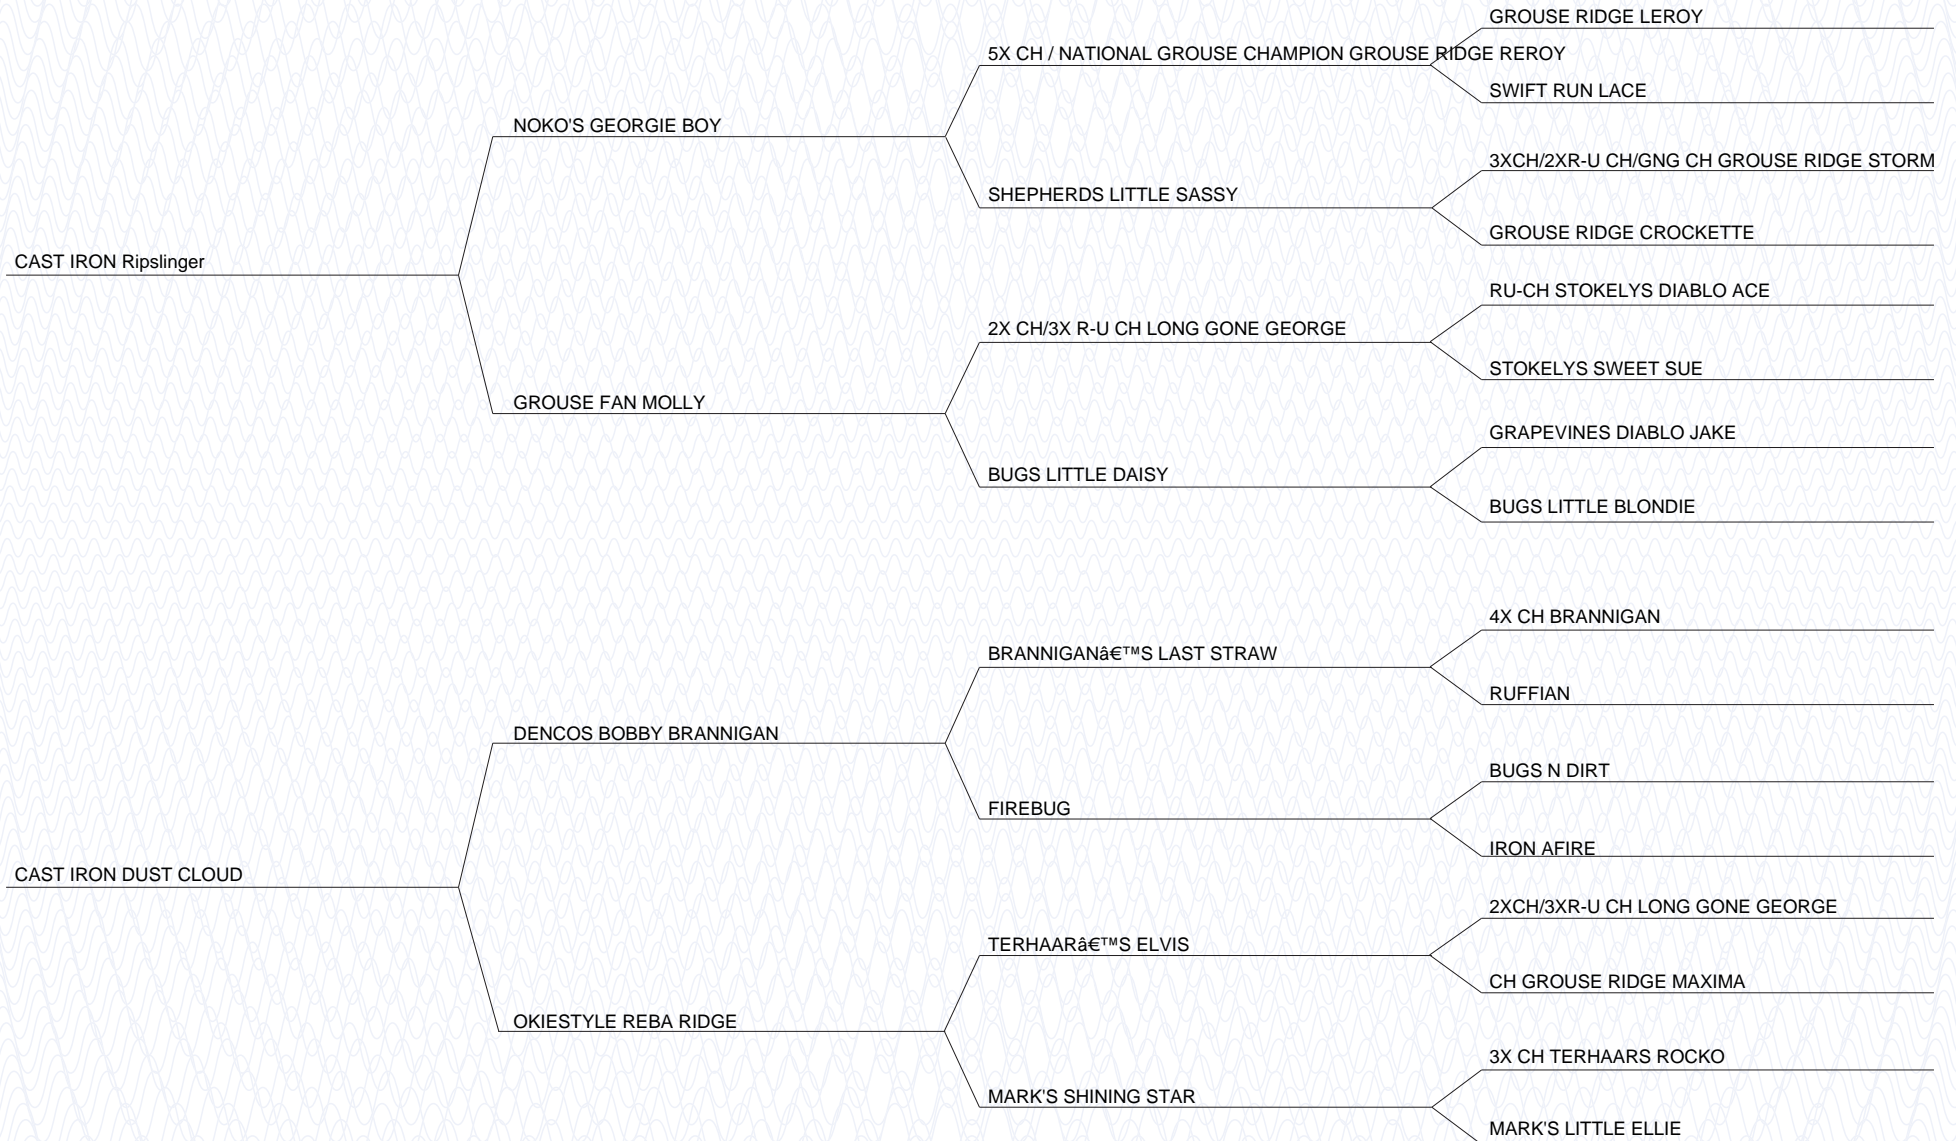 GROUSE RIDGE LEROY
5X CH / NATIONAL GROUSE CHAMPION GROUSE RIDGE REROY
SWIFT RUN LACE
NOKO'S GEORGIE BOY
3XCH/2XR-U CH/GNG CH GROUSE RIDGE STORM
SHEPHERDS LITTLE SASSY
GROUSE RIDGE CROCKETTE
CAST IRON Ripslinger
RU-CH STOKELYS DIABLO ACE
2X CH/3X R-U CH LONG GONE GEORGE
STOKELYS SWEET SUE
GROUSE FAN MOLLY
GRAPEVINES DIABLO JAKE
BUGS LITTLE DAISY
BUGS LITTLE BLONDIE
4X CH BRANNIGAN
BRANNIGANâ€™S LAST STRAW
RUFFIAN
DENCOS BOBBY BRANNIGAN
BUGS N DIRT
FIREBUG
IRON AFIRE
CAST IRON DUST CLOUD
2XCH/3XR-U CH LONG GONE GEORGE
TERHAARâ€™S ELVIS
CH GROUSE RIDGE MAXIMA
OKIESTYLE REBA RIDGE
3X CH TERHAARS ROCKO
MARK'S SHINING STAR
MARK'S LITTLE ELLIE